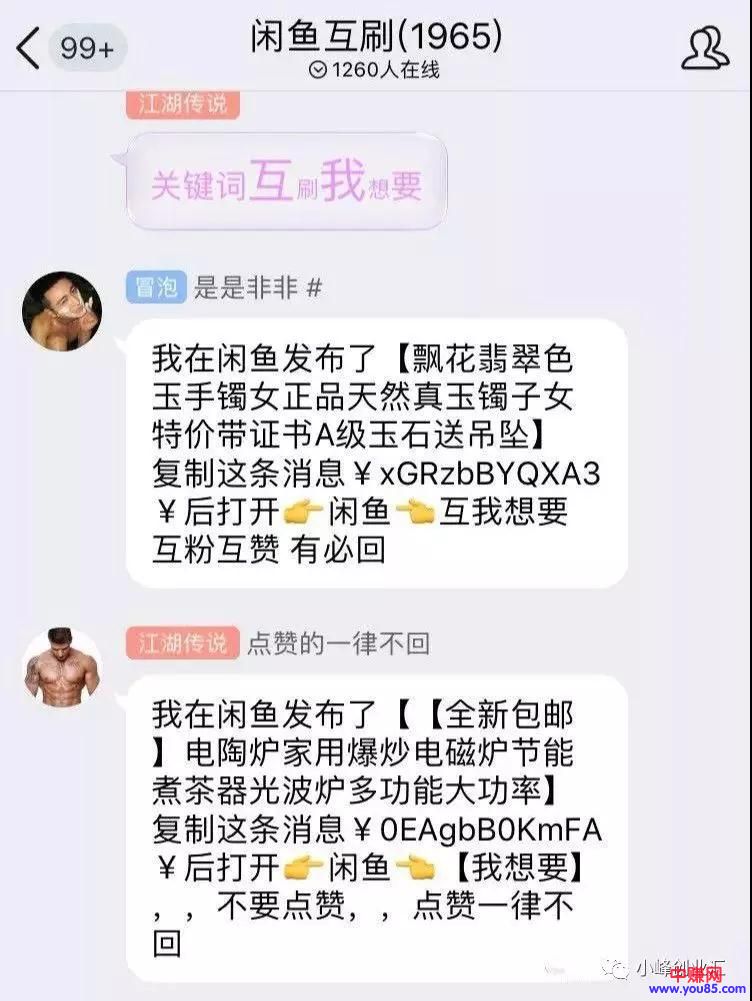 99+
闲鱼互刷(1965)
1260人在线
江湖传说
关键词互刷我想要
冒泡 是是非非 #
我在闲鱼发布了【飘花翡翠色
玉手镯女正品天然真玉镯子女
特价带证书A级玉石送吊坠】
复制这条消息￥xGRzbBYQXA3
￥后打开👉闲鱼👈互我想要
互粉互赞 有必回
江湖传说 点赞的一律不回
我在闲鱼发布了【【全新包邮
】电陶炉家用爆炒电磁炉节能
煮茶器光波炉多功能大功率】
复制这条消息￥0EAgbB0KmFA
￥后打开👉闲鱼👈【我想要】
，，不要点赞，，点赞一律不
回
小峰创业汇
中赚网
www.you85.com